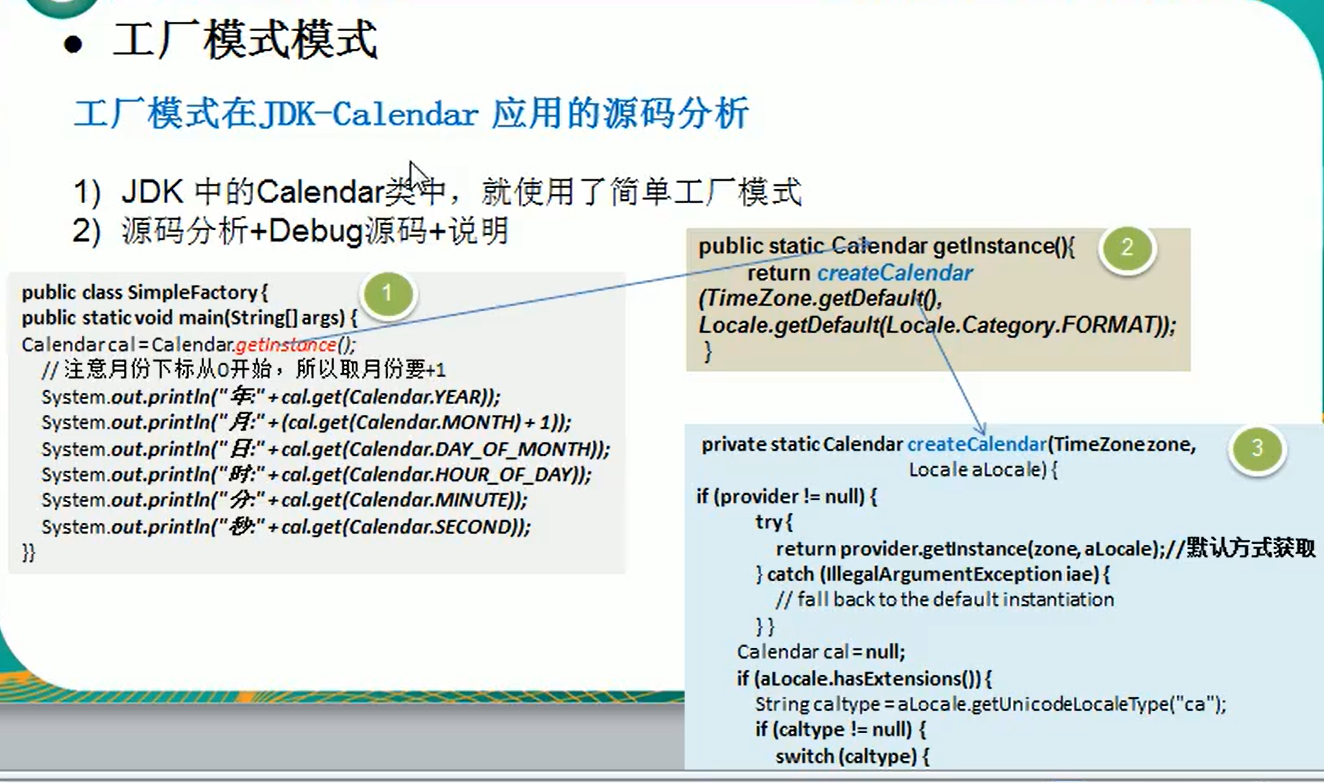 ● 工厂模式模式
工厂模式在JDK-Calendar 应用的源码分析
1) JDK 中的Calendar类中，就使用了简单工厂模式
2) 源码分析+Debug源码+说明
1
public class SimpleFactory {
public static void main(String[] args) {
Calendar cal = Calendar.getInstance();
// 注意月份下标从0开始，所以取月份要+1
System.out.println("年:" + cal.get(Calendar.YEAR));
System.out.println("月:" + (cal.get(Calendar.MONTH) + 1));
System.out.println("日:" + cal.get(Calendar.DAY_OF_MONTH));
System.out.println("时:" + cal.get(Calendar.HOUR_OF_DAY));
System.out.println("分:" + cal.get(Calendar.MINUTE));
System.out.println("秒:" + cal.get(Calendar.SECOND));
}}
2
public static Calendar getInstance(){
return createCalendar
(TimeZone.getDefault(),
Locale.getDefault(Locale.Category.FORMAT));
}
3
private static Calendar createCalendar(TimeZone zone,
Locale aLocale) {
if (provider != null) {
try {
return provider.getInstance(zone, aLocale);//默认方式获取
} catch (IllegalArgumentException iae) {
// fall back to the default instantiation
} }
Calendar cal = null;
if (aLocale.hasExtensions()) {
String caltype = aLocale.getUnicodeLocaleType("ca");
if (caltype != null) {
switch (caltype) {